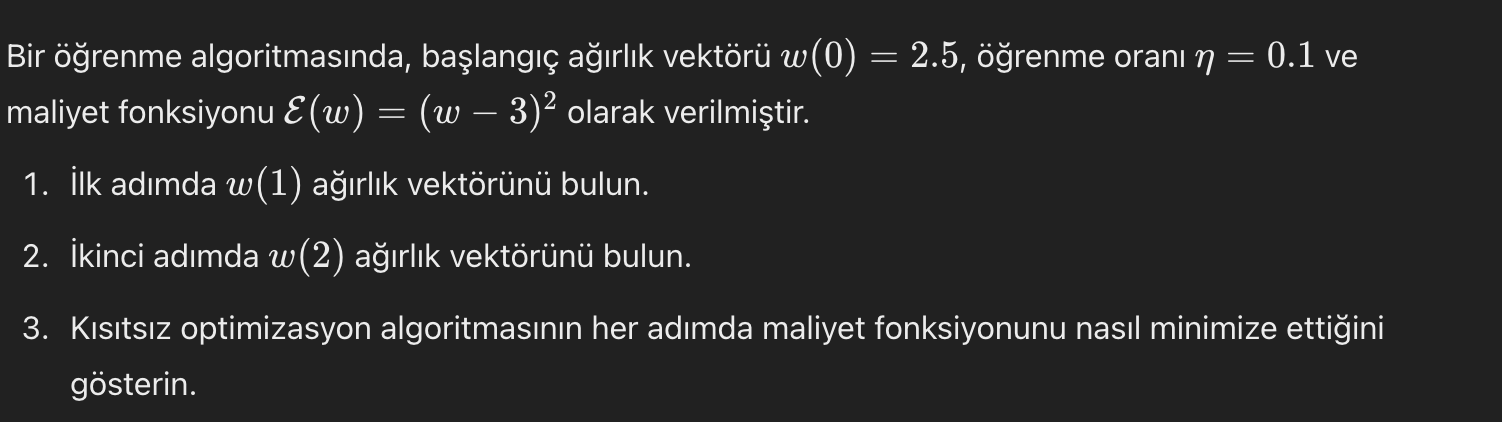 Bir öğrenme algoritmasında, başlangıç ağırlık vektörü w(0) = 2.5, öğrenme oranı η = 0.1 ve
maliyet fonksiyonu ℰ(w) = (w − 3)² olarak verilmiştir.
1. İlk adımda w(1) ağırlık vektörünü bulun.
2. İkinci adımda w(2) ağırlık vektörünü bulun.
3. Kısıtsız optimizasyon algoritmasının her adımda maliyet fonksiyonunu nasıl minimize ettiğini
gösterin.